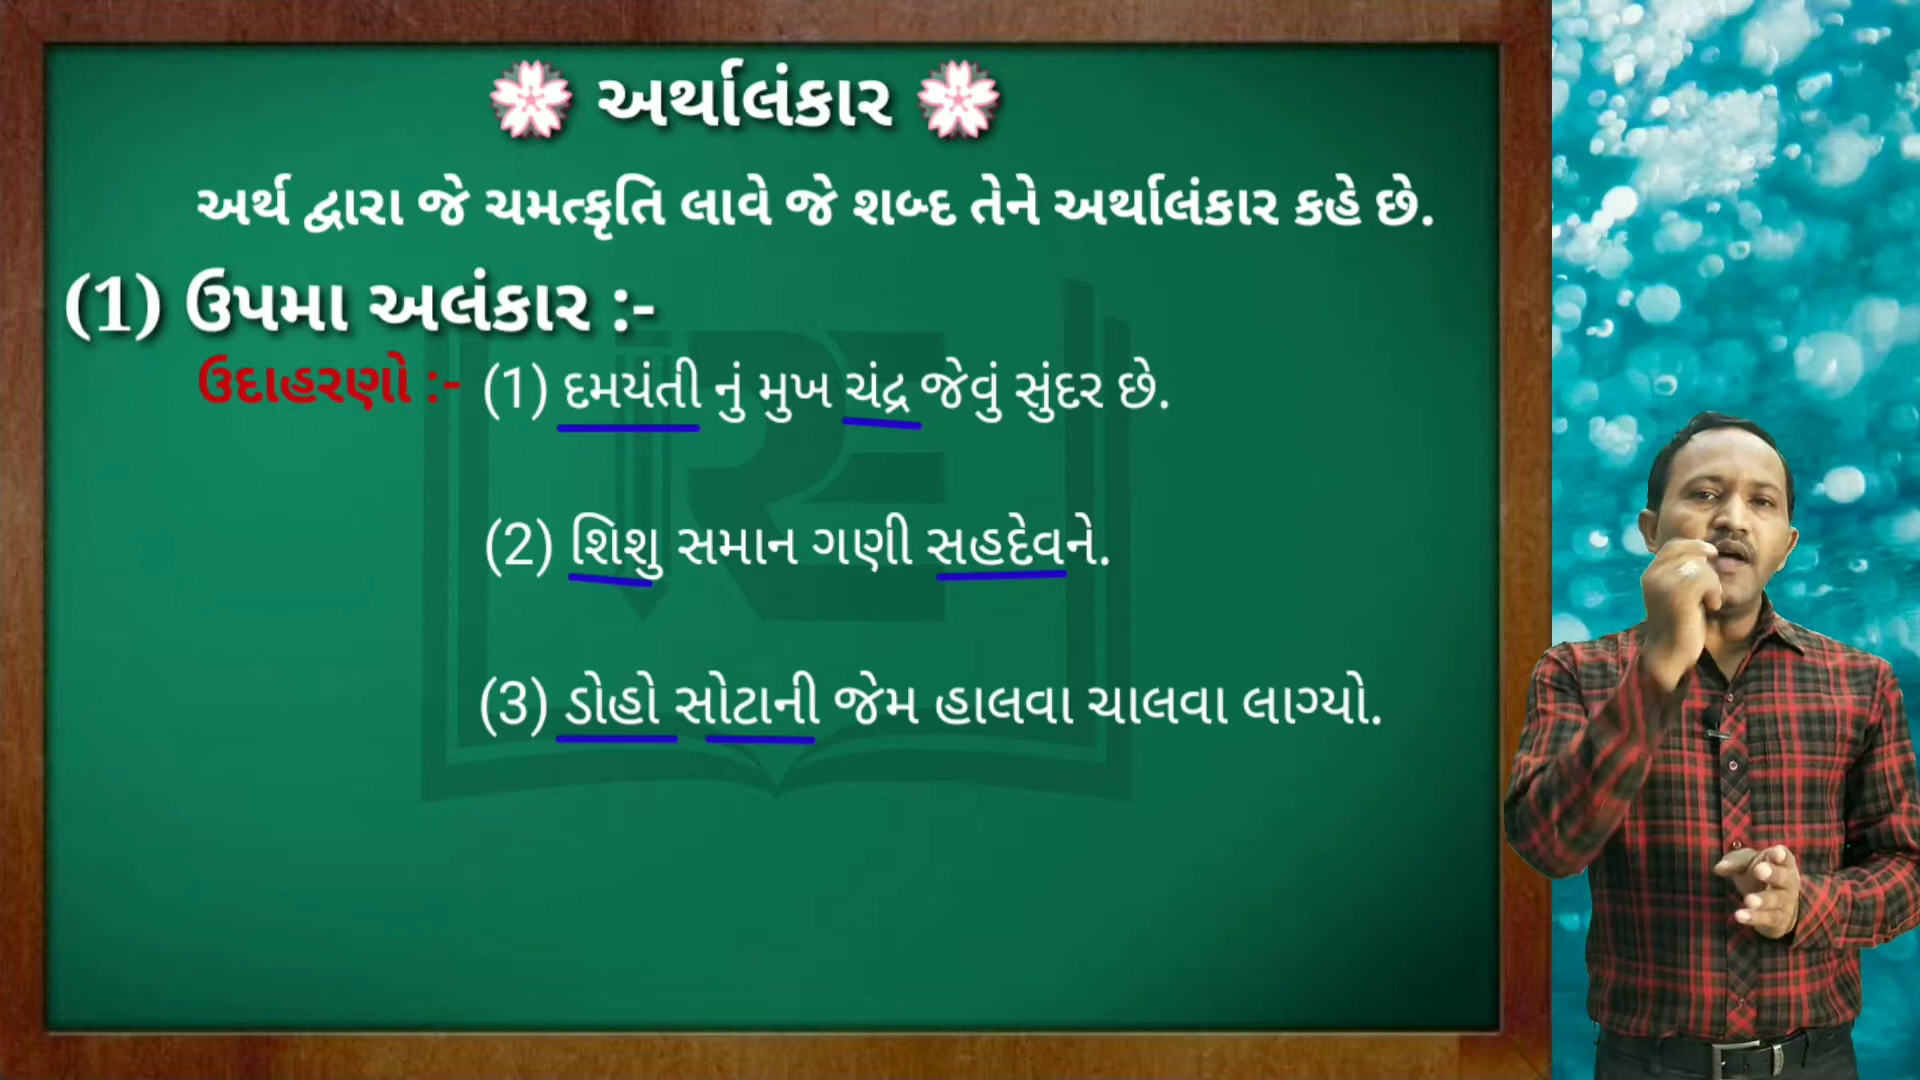 અર્થાલંકાર
અર્થ દ્વારા જે ચમત્કૃતિ લાવે જે શબ્દ તેને અર્થાલંકાર કહે છે.
(1) ઉપમા અલંકાર :-
ઉદાહરણો :- (1) દમયંતી નું મુખ ચંદ્ર જેવું સુંદર છે.
(2) શિશુ સમાન ગણી સહદેવને.
(3) ડોહો સોટાની જેમ હાલવા ચાલવા લાગ્યો.